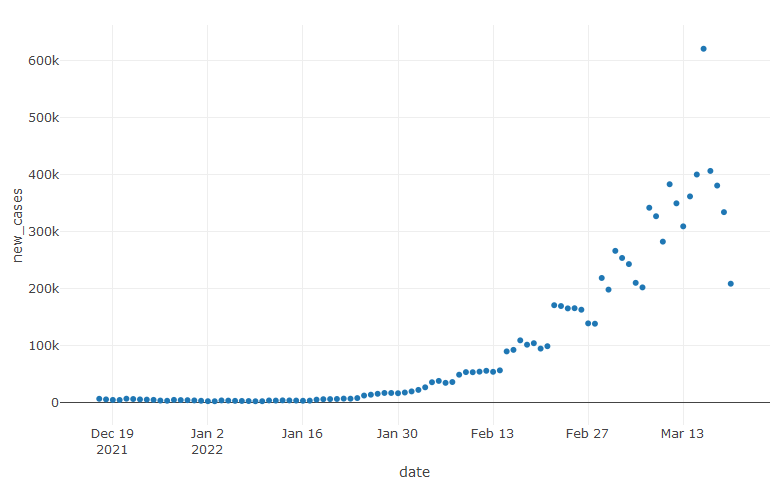 600k
500k
400k
300k
200k
100k
0
new_cases
Dec 19
2021
Jan 2
2022
Jan 16
Jan 30
Feb 13
Feb 27
Mar 13
date